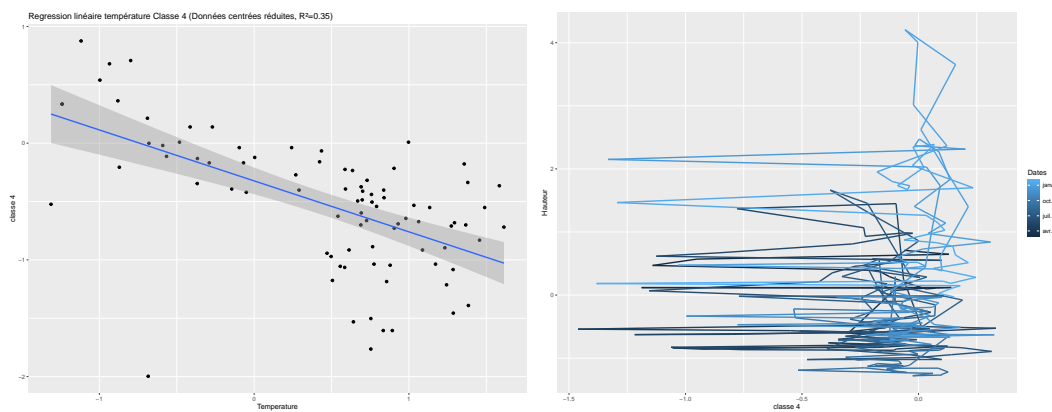 Regression linéaire température Classe 4 (Données centrées réduites, R²=0.35)
classe 4
1
0
−1
−2
−1
0
1
Temperature
Hauteur
4
2
0
−1.5
−1.0
−0.5
0.0
classe 4
Dates
janv.
oct.
juil.
avr.